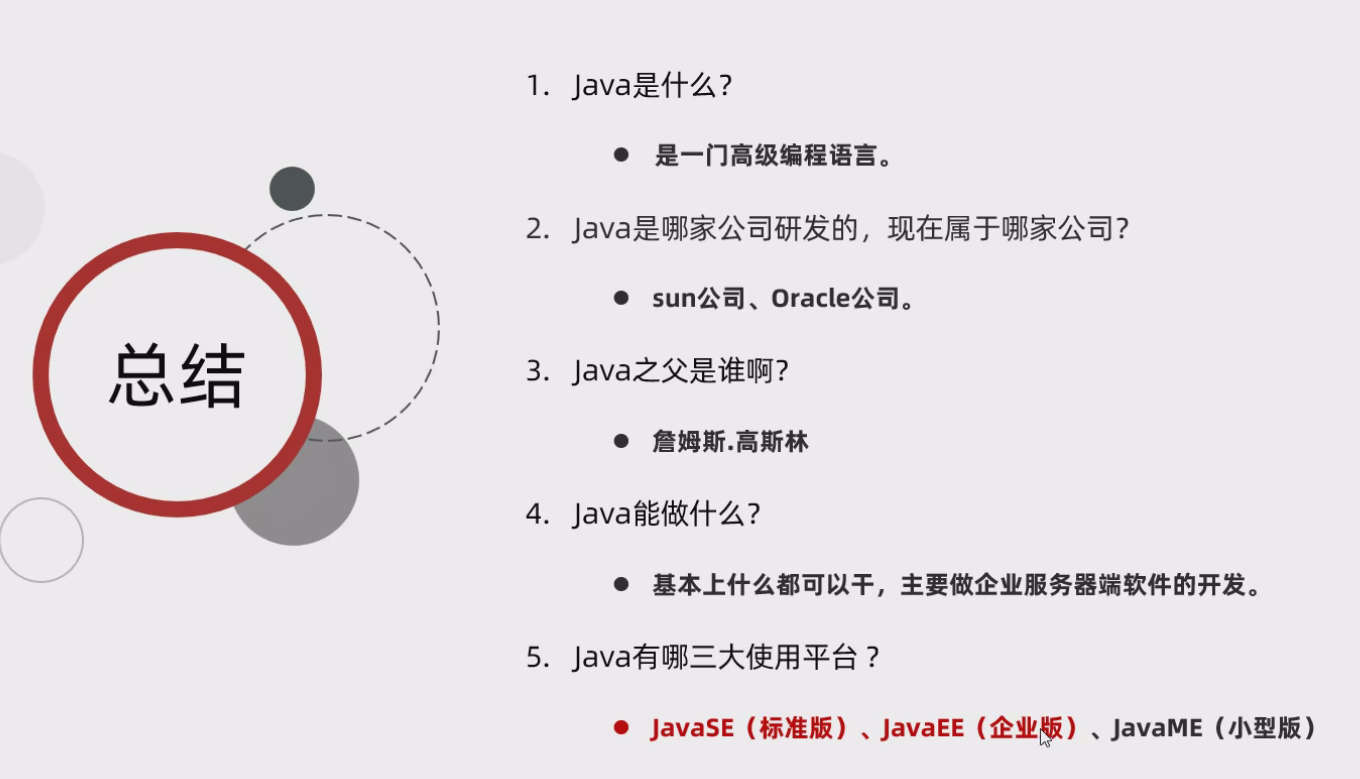 总结
1. Java是什么？
● 是一门高级编程语言。
2. Java是哪家公司研发的，现在属于哪家公司？
● sun公司、Oracle公司。
3. Java之父是谁啊？
● 詹姆斯.高斯林
4. Java能做什么？
● 基本上什么都可以干，主要做企业服务器端软件的开发。
5. Java有哪三大使用平台 ?
● JavaSE（标准版）、JavaEE（企业版）、JavaME（小型版）